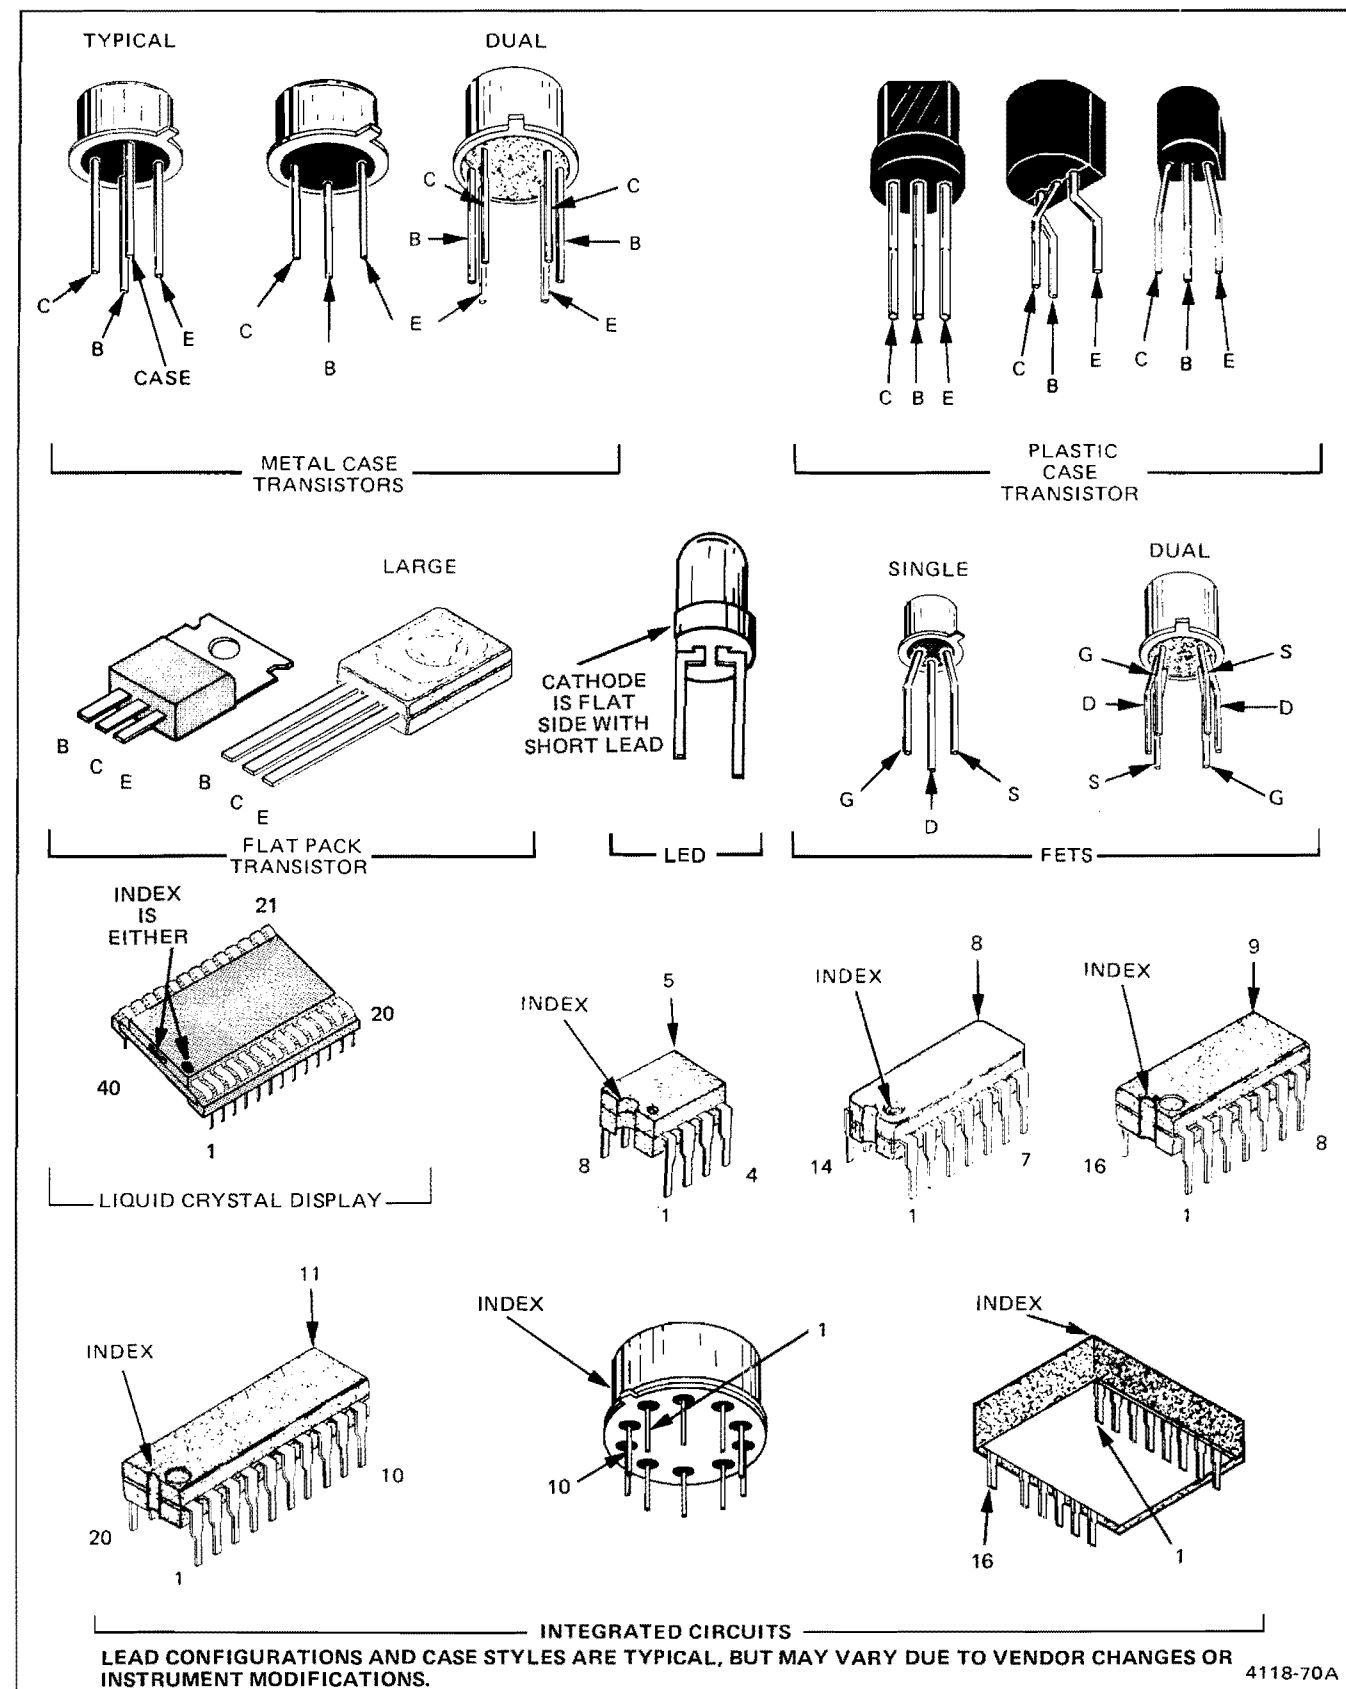 TYPICAL
DUAL
C
B
CASE
E
C
B
E
C
B
E
C
B
E
C
B
E
C
B
E
C
B
E
METAL CASE
TRANSISTORS
PLASTIC
CASE
TRANSISTOR
LARGE
B
C
E
B
C
E
FLAT PACK
TRANSISTOR
CATHODE
IS FLAT
SIDE WITH
SHORT LEAD
LED
SINGLE
DUAL
G
D
S
G
D
S
S
D
G
FETS
INDEX
IS
EITHER
21
20
40
1
LIQUID CRYSTAL DISPLAY
INDEX
5
8
4
1
INDEX
8
14
7
1
INDEX
9
16
8
1
INDEX
11
20
10
1
INDEX
1
10
INDEX
16
1
INTEGRATED CIRCUITS
LEAD CONFIGURATIONS AND CASE STYLES ARE TYPICAL, BUT MAY VARY DUE TO VENDOR CHANGES OR
INSTRUMENT MODIFICATIONS.
4118-70A